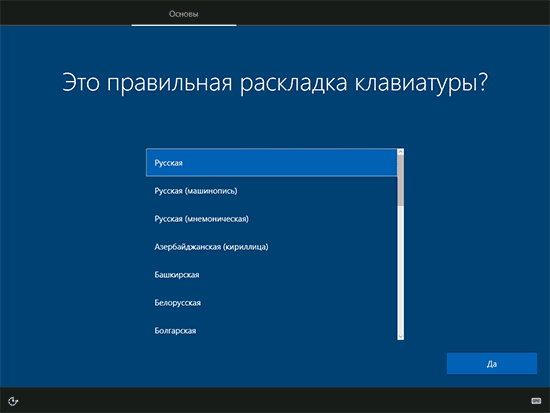 Основы
Это правильная раскладка клавиатуры?
Русская
Русская (машинопись)
Русская (мнемоническая)
Азербайджанская (кириллица)
Башкирская
Белорусская
Болгарская
Да